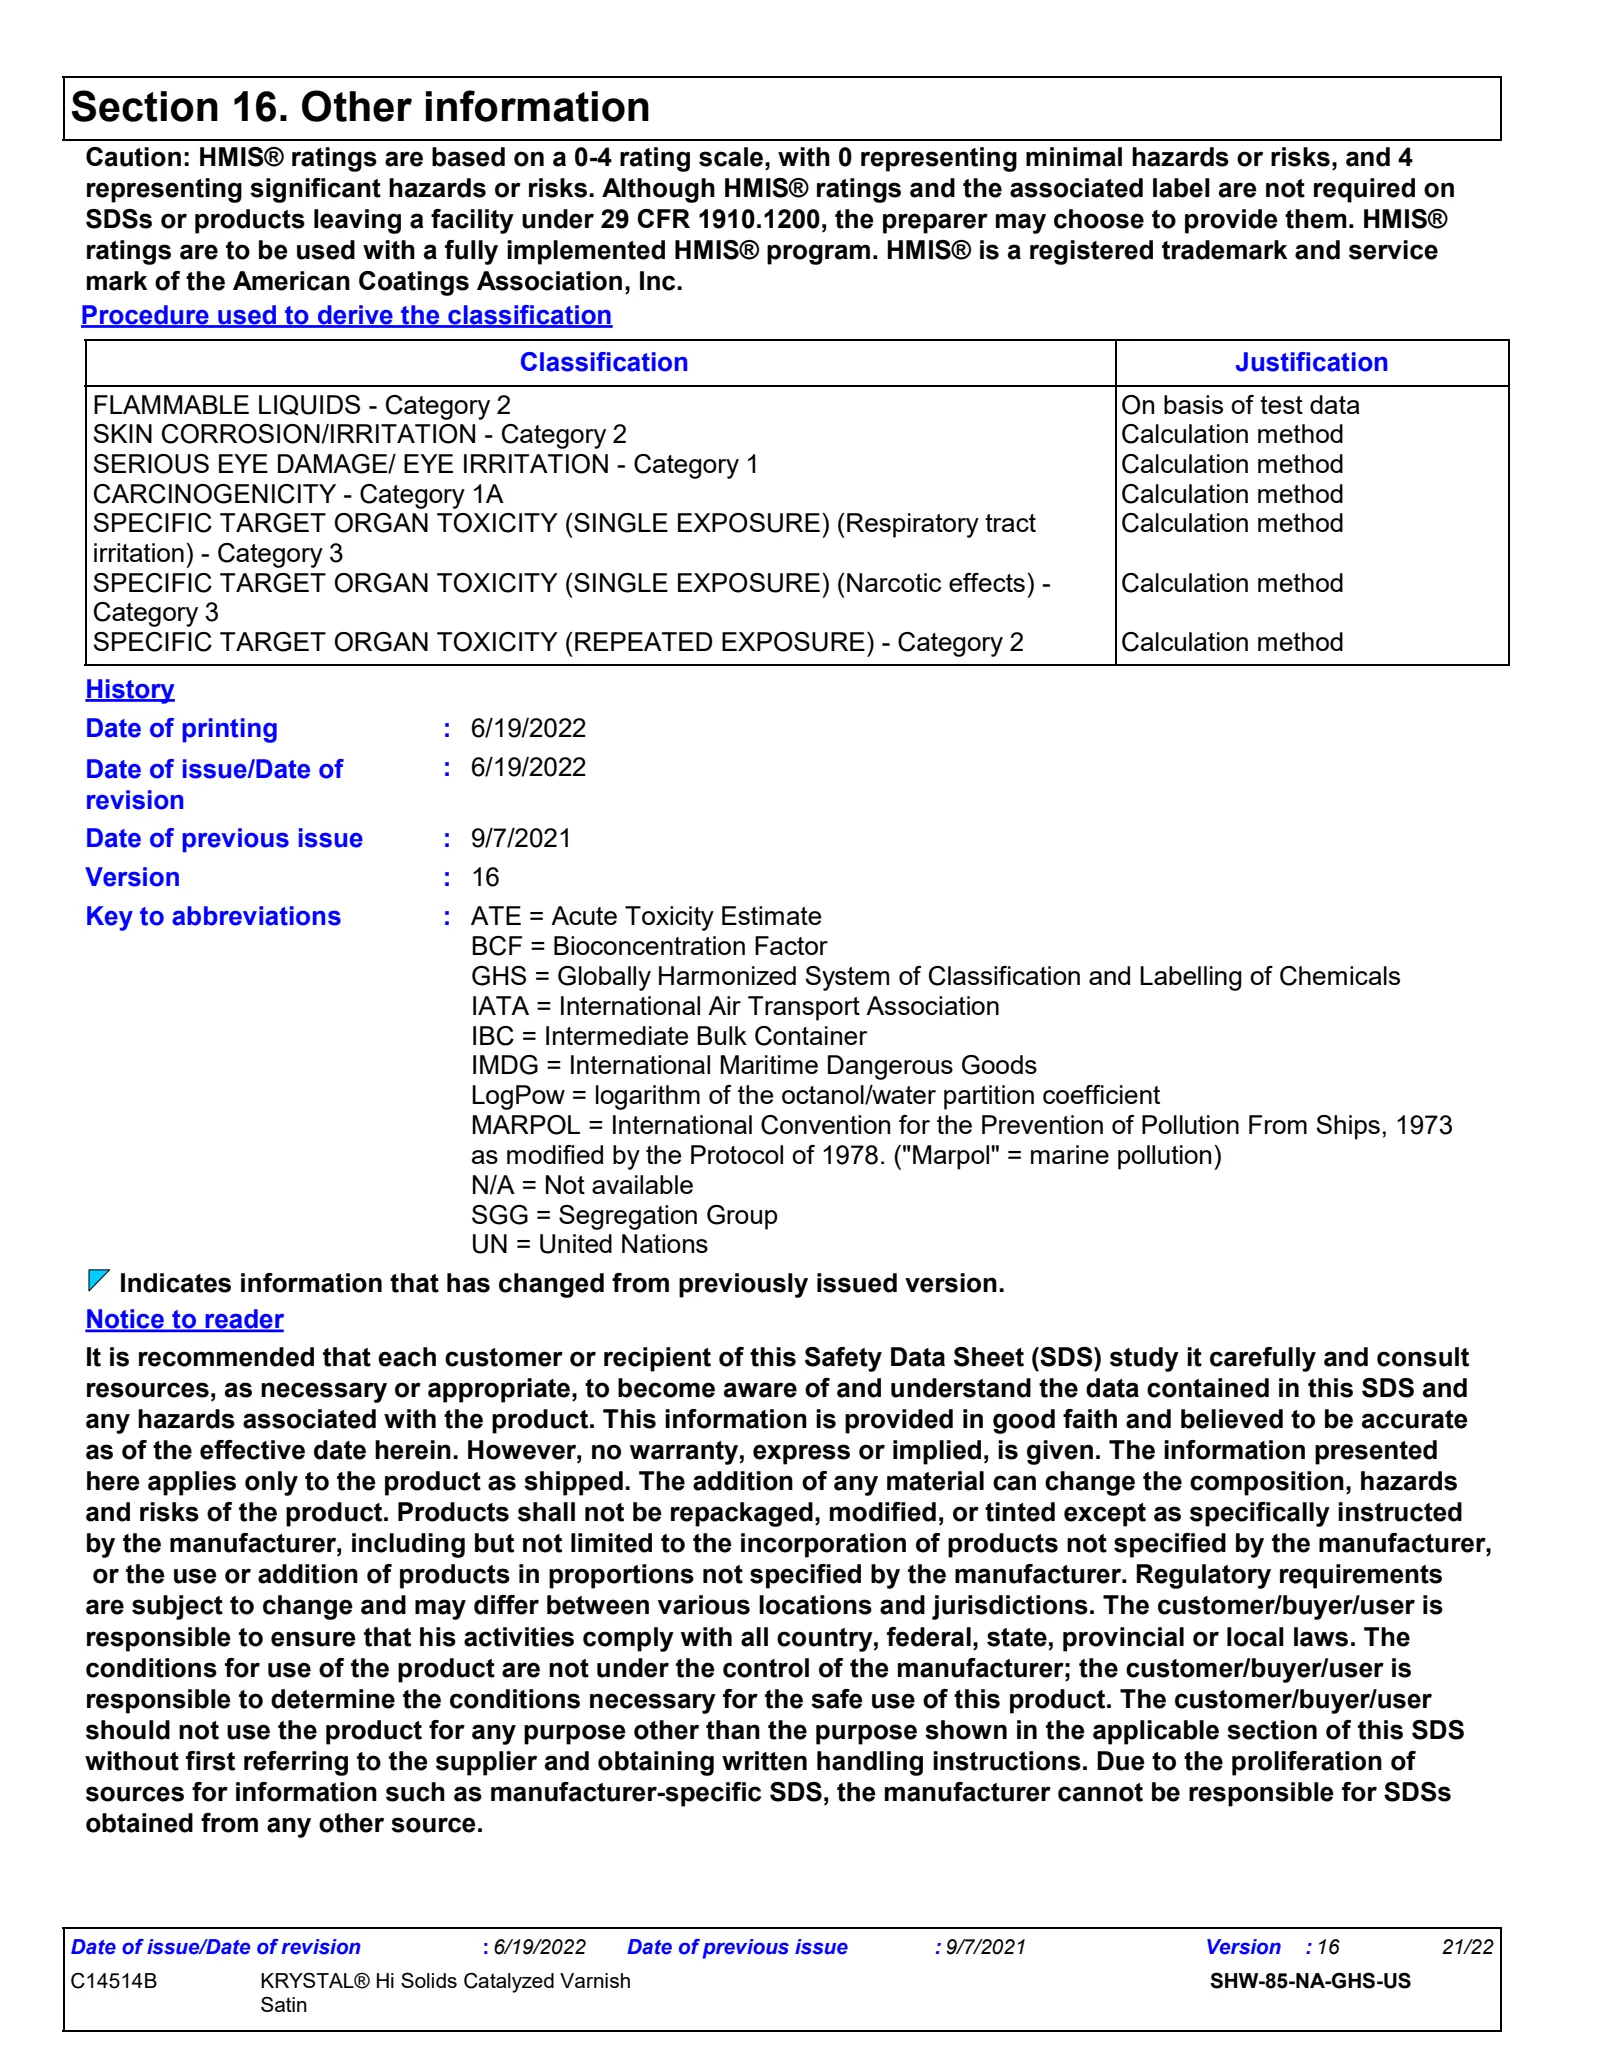 Section 16. Other information
Caution: HMIS® ratings are based on a 0-4 rating scale, with 0 representing minimal hazards or risks, and 4
representing significant hazards or risks. Although HMIS® ratings and the associated label are not required on
SDSs or products leaving a facility under 29 CFR 1910.1200, the preparer may choose to provide them. HMIS®
ratings are to be used with a fully implemented HMIS® program. HMIS® is a registered trademark and service
mark of the American Coatings Association, Inc.
Procedure used to derive the classification
Classification Justification
FLAMMABLE LIQUIDS - Category 2 On basis of test data
SKIN CORROSION/IRRITATION - Category 2 Calculation method
SERIOUS EYE DAMAGE/ EYE IRRITATION - Category 1 Calculation method
CARCINOGENICITY - Category 1A Calculation method
SPECIFIC TARGET ORGAN TOXICITY (SINGLE EXPOSURE) (Respiratory tract Calculation method
irritation) - Category 3
SPECIFIC TARGET ORGAN TOXICITY (SINGLE EXPOSURE) (Narcotic effects) - Calculation method
Category 3
SPECIFIC TARGET ORGAN TOXICITY (REPEATED EXPOSURE) - Category 2 Calculation method
History
Date of printing : 6/19/2022
Date of issue/Date of : 6/19/2022
revision
Date of previous issue : 9/7/2021
Version : 16
Key to abbreviations : ATE = Acute Toxicity Estimate
BCF = Bioconcentration Factor
GHS = Globally Harmonized System of Classification and Labelling of Chemicals
IATA = International Air Transport Association
IBC = Intermediate Bulk Container
IMDG = International Maritime Dangerous Goods
LogPow = logarithm of the octanol/water partition coefficient
MARPOL = International Convention for the Prevention of Pollution From Ships, 1973
as modified by the Protocol of 1978. ("Marpol" = marine pollution)
N/A = Not available
SGG = Segregation Group
UN = United Nations
Indicates information that has changed from previously issued version.
Notice to reader
It is recommended that each customer or recipient of this Safety Data Sheet (SDS) study it carefully and consult
resources, as necessary or appropriate, to become aware of and understand the data contained in this SDS and
any hazards associated with the product. This information is provided in good faith and believed to be accurate
as of the effective date herein. However, no warranty, express or implied, is given. The information presented
here applies only to the product as shipped. The addition of any material can change the composition, hazards
and risks of the product. Products shall not be repackaged, modified, or tinted except as specifically instructed
by the manufacturer, including but not limited to the incorporation of products not specified by the manufacturer,
or the use or addition of products in proportions not specified by the manufacturer. Regulatory requirements
are subject to change and may differ between various locations and jurisdictions. The customer/buyer/user is
responsible to ensure that his activities comply with all country, federal, state, provincial or local laws. The
conditions for use of the product are not under the control of the manufacturer; the customer/buyer/user is
responsible to determine the conditions necessary for the safe use of this product. The customer/buyer/user
should not use the product for any purpose other than the purpose shown in the applicable section of this SDS
without first referring to the supplier and obtaining written handling instructions. Due to the proliferation of
sources for information such as manufacturer-specific SDS, the manufacturer cannot be responsible for SDSs
obtained from any other source.
Date of issue/Date of revision : 6/19/2022 Date of previous issue : 9/7/2021 Version : 16 21/22
C14514B KRYSTAL® Hi Solids Catalyzed Varnish SHW-85-NA-GHS-US
Satin